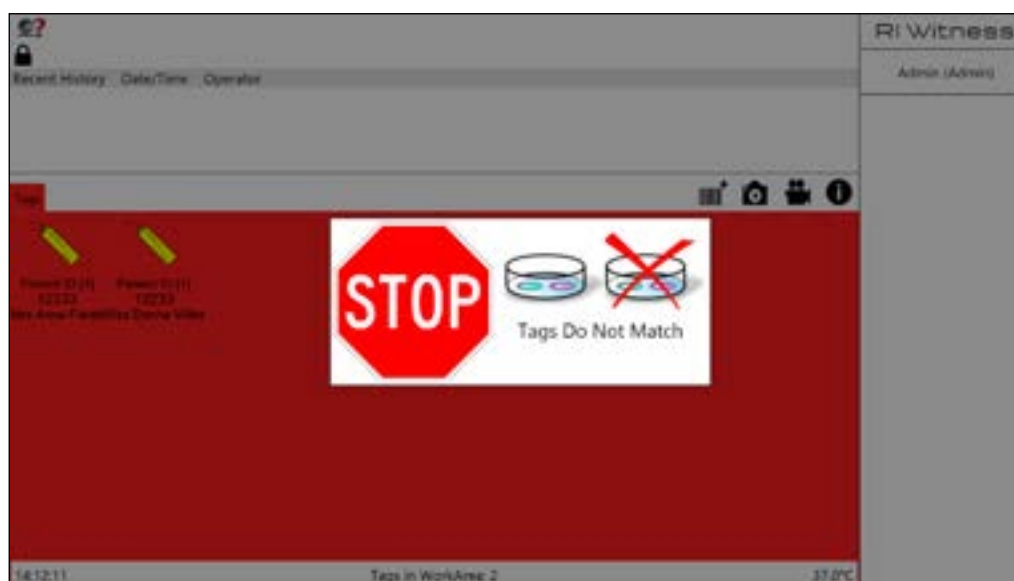 RI Witness
Admin (Admin)
Recent History Date/Time Operator
Tags
STOP
Tags Do Not Match
14:12:11
Tags in WorkArea: 2
37.0°C